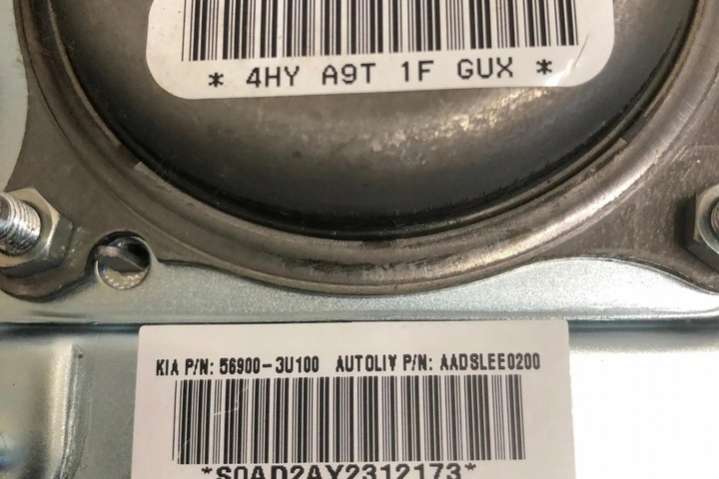 * 4HY A9T 1F GUX *
KIA P/N: 56900-3U100 AUTOLIV P/N: AADSLEE0200
*S0AD2AY2312173*